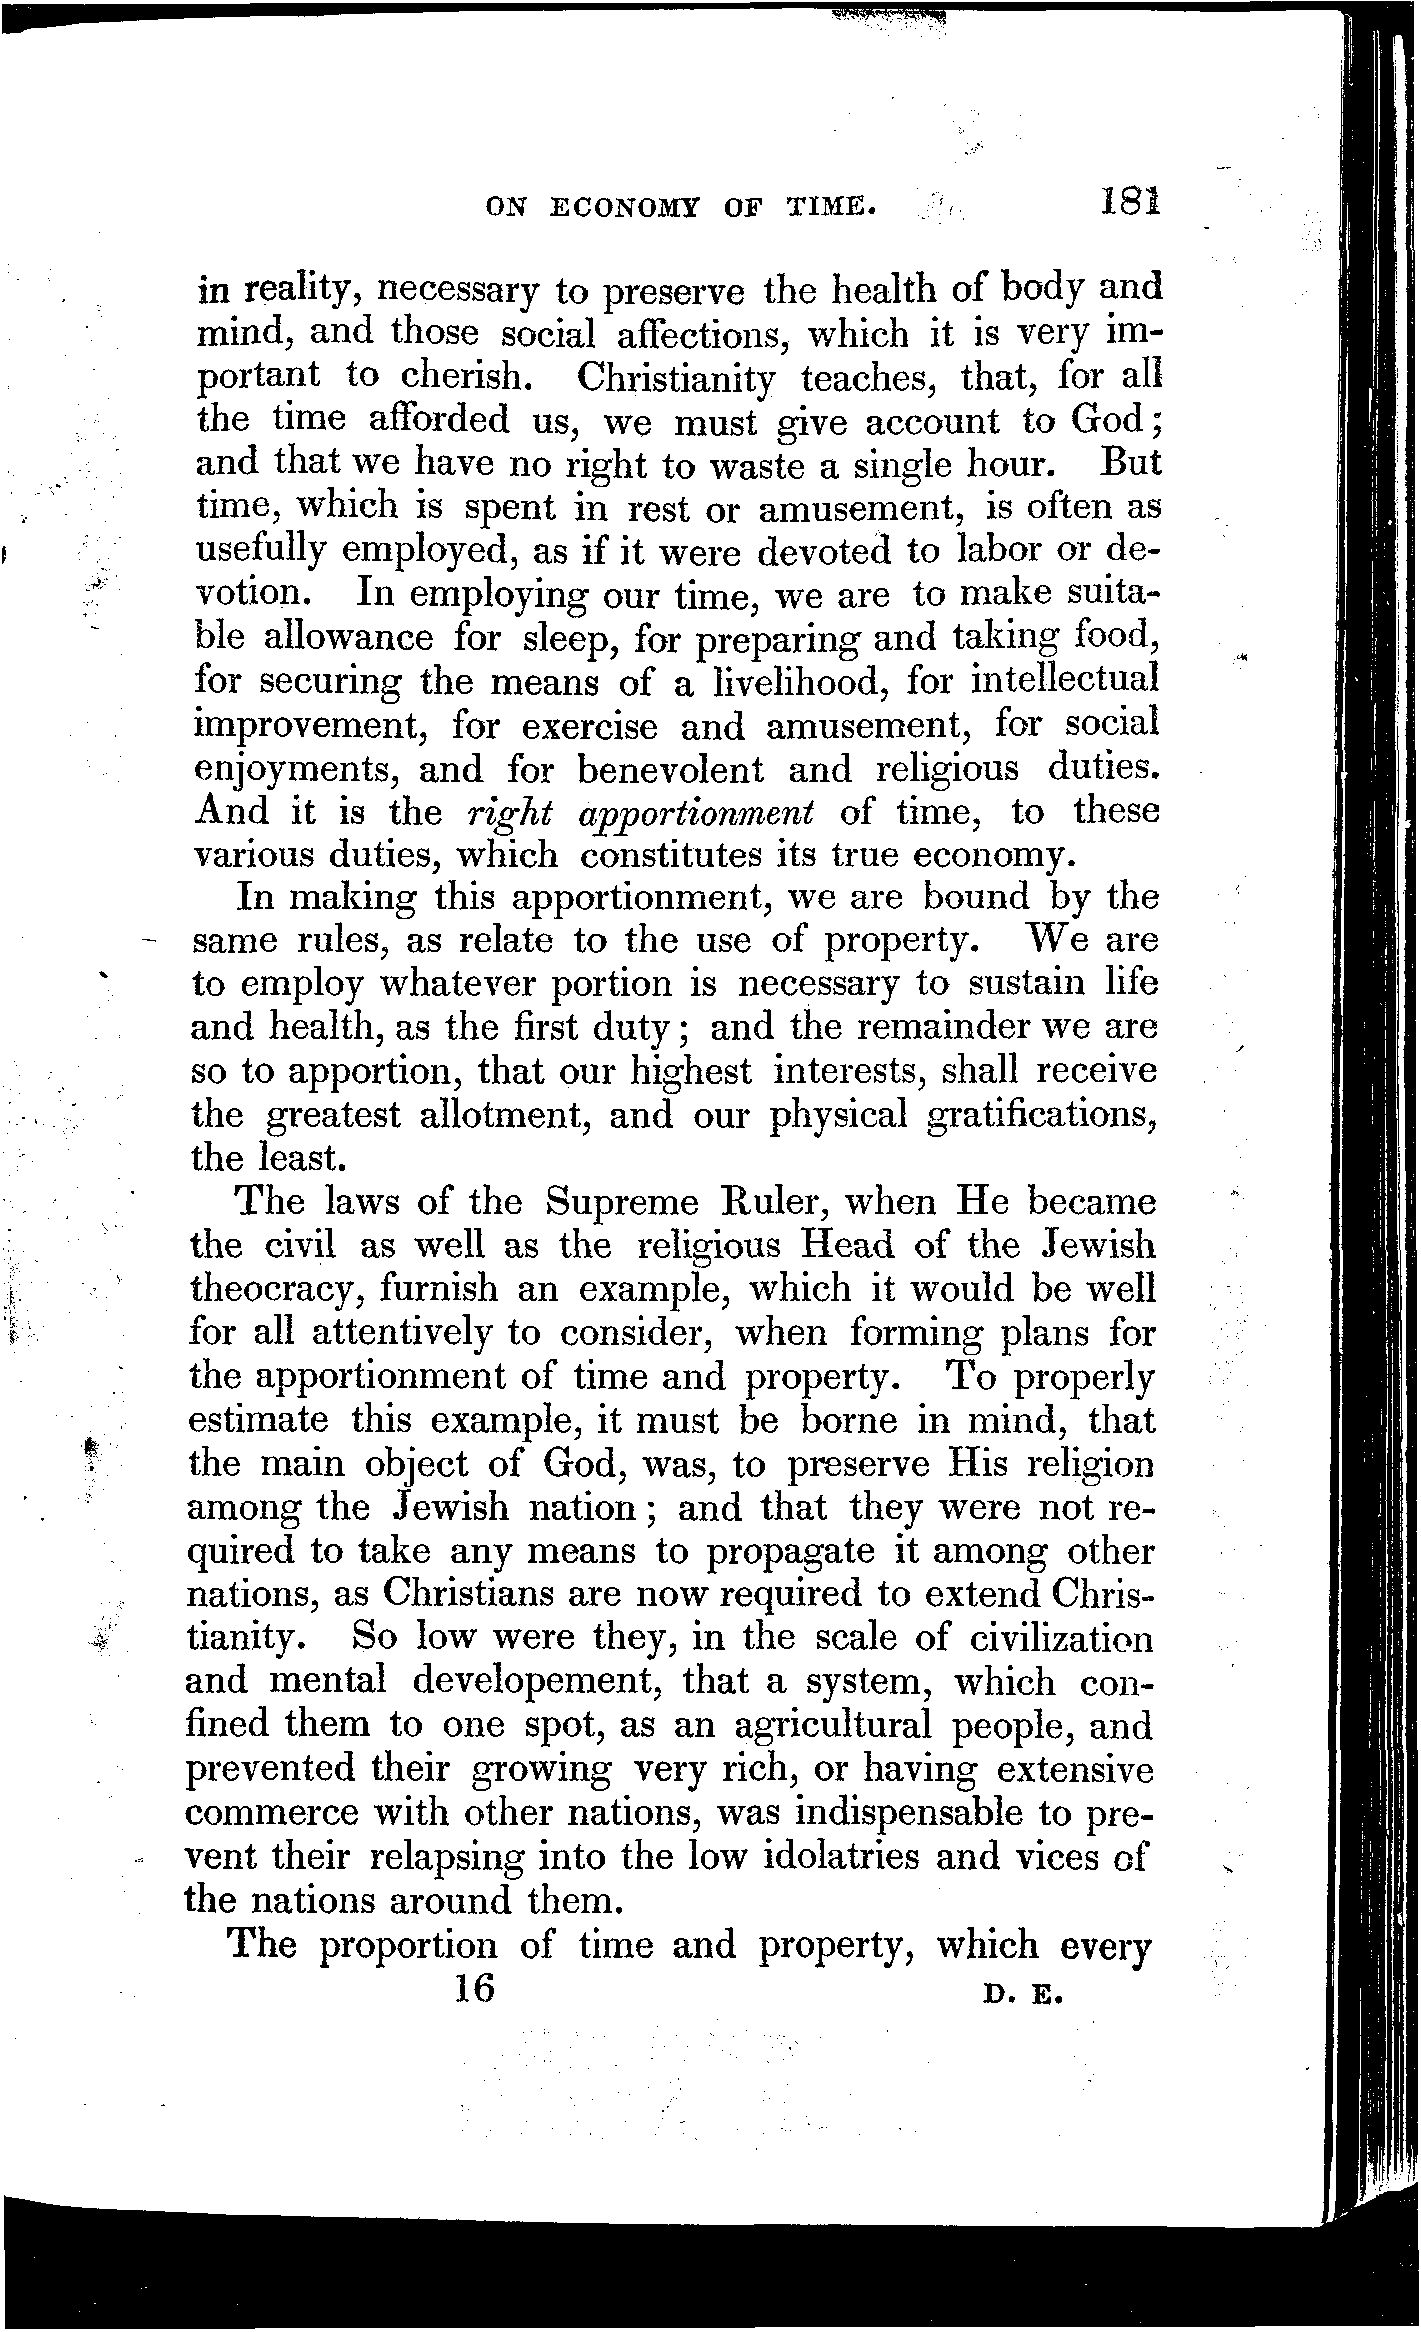 ON ECONOMY OF TIME. 181
in reality, necessary to preserve the health of body and
mind, and those social affections, which it is very im-
portant to cherish. Christianity teaches, that, for all
the time afforded us, we must give account to God;
and that we have no right to waste a single hour. But
time, which is spent in rest or amusement, is often as
usefully employed, as if it were devoted to labor or de-
votion. In employing our time, we are to make suita-
ble allowance for sleep, for preparing and taking food,
for securing the means of a livelihood, for intellectual
improvement, for exercise and amusement, for social
enjoyments, and for benevolent and religious duties.
And it is the right apportionment of time, to these
various duties, which constitutes its true economy.
In making this apportionment, we are bound by the
same rules, as relate to the use of property. We are
to employ whatever portion is necessary to sustain life
and health, as the first duty; and the remainder we are
so to apportion, that our highest interests, shall receive
the greatest allotment, and our physical gratifications,
the least.
The laws of the Supreme Ruler, when He became
the civil as well as the religious Head of the Jewish
theocracy, furnish an example, which it would be well
for all attentively to consider, when forming plans for
the apportionment of time and property. To properly
estimate this example, it must be borne in mind, that
the main object of God, was, to preserve His religion
among the Jewish nation; and that they were not re-
quired to take any means to propagate it among other
nations, as Christians are now required to extend Chris-
tianity. So low were they, in the scale of civilization
and mental developement, that a system, which con-
fined them to one spot, as an agricultural people, and
prevented their growing very rich, or having extensive
commerce with other nations, was indispensable to pre-
vent their relapsing into the low idolatries and vices of
the nations around them.
The proportion of time and property, which every
16 D. E.